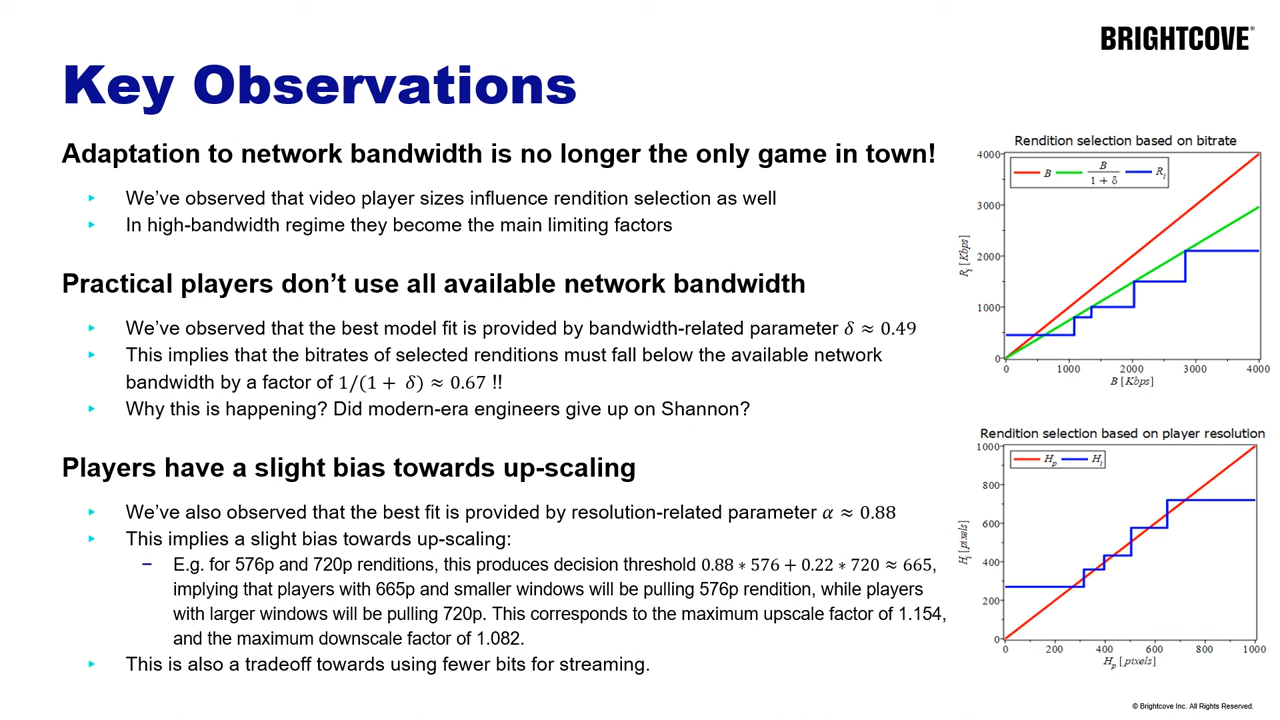 BRIGHTCOVE®
Key Observations
Adaptation to network bandwidth is no longer the only game in town!
▸ We've observed that video player sizes influence rendition selection as well
▸ In high-bandwidth regime they become the main limiting factors
Practical players don't use all available network bandwidth
▸ We've observed that the best model fit is provided by bandwidth-related parameter 𝛿 ≈ 0.49
▸ This implies that the bitrates of selected renditions must fall below the available network
bandwidth by a factor of 1/(1 + 𝛿) ≈ 0.67 !!
▸ Why this is happening? Did modern-era engineers give up on Shannon?
Players have a slight bias towards up-scaling
▸ We've also observed that the best fit is provided by resolution-related parameter 𝛼 ≈ 0.88
▸ This implies a slight bias towards up-scaling:
– E.g. for 576p and 720p renditions, this produces decision threshold 0.88 ∗ 576 + 0.22 ∗ 720 ≈ 665,
implying that players with 665p and smaller windows will be pulling 576p rendition, while players
with larger windows will be pulling 720p. This corresponds to the maximum upscale factor of 1.154,
and the maximum downscale factor of 1.082.
▸ This is also a tradeoff towards using fewer bits for streaming.
Rendition selection based on bitrate
B
B / 1 + δ
R_i
4000
3000
2000
1000
0
R_i [Kbps]
0 1000 2000 3000 4000
B [Kbps]
Rendition selection based on player resolution
H_p H_i
1000
800
600
400
200
0
H_i [pixels]
0 200 400 600 800 1000
H_p [pixels]
© Brightcove Inc. All Rights Reserved.